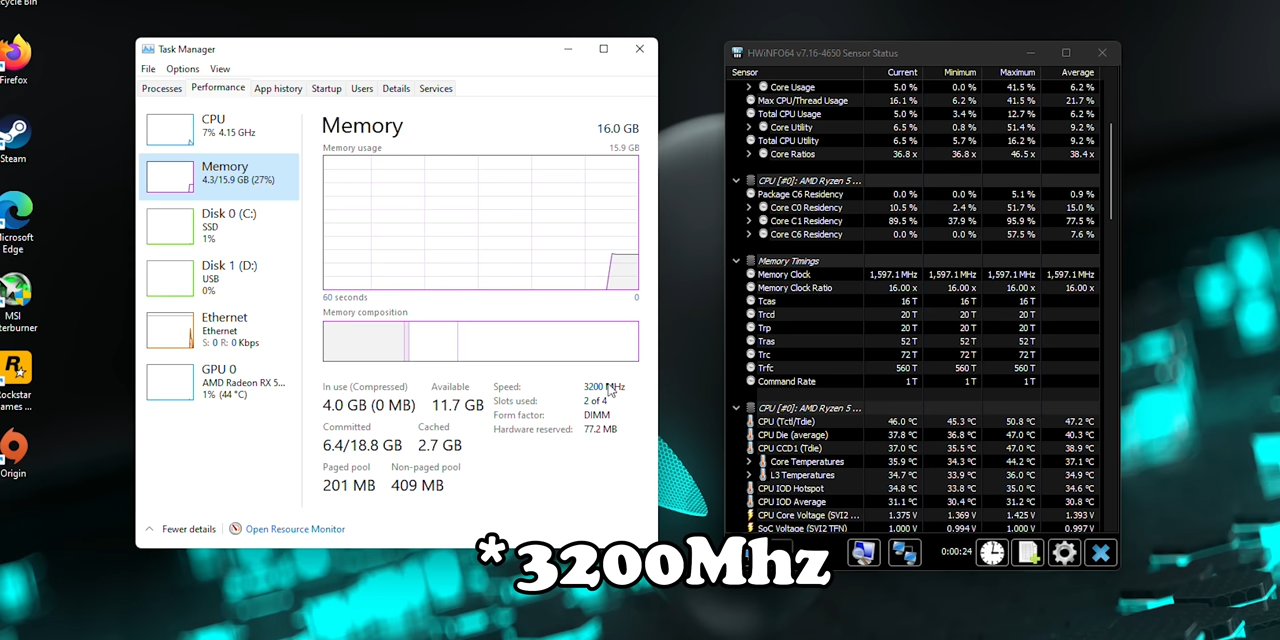 cycle Bin
Firefox
Steam
Microsoft
Edge
MSI
Afterburner
Rockstar
Games ...
Origin
Task Manager
File Options View
Processes Performance App history Startup Users Details Services
CPU
7% 4.15 GHz
Memory
4.3/15.9 GB (27%)
Disk 0 (C:)
SSD
1%
Disk 1 (D:)
USB
0%
Ethernet
Ethernet
S: 0 R: 0 Kbps
GPU 0
AMD Radeon RX 5...
1% (44 °C)
Memory 16.0 GB
Memory usage 15.9 GB
60 seconds 0
Memory composition
In use (Compressed) Available
4.0 GB (0 MB) 11.7 GB
Committed Cached
6.4/18.8 GB 2.7 GB
Paged pool Non-paged pool
201 MB 409 MB
Speed: 3200 MHz
Slots used: 2 of 4
Form factor: DIMM
Hardware reserved: 77.2 MB
Fewer details Open Resource Monitor
HWiNFO64 v7.16-4650 Sensor Status
Sensor Current Minimum Maximum Average
Core Usage 5.0 % 0.0 % 41.5 % 6.2 %
Max CPU/Thread Usage 16.1 % 6.2 % 41.5 % 21.7 %
Total CPU Usage 5.0 % 3.4 % 12.7 % 6.2 %
Core Utility 6.5 % 0.8 % 51.4 % 9.2 %
Total CPU Utility 6.5 % 5.7 % 16.2 % 9.2 %
Core Ratios 36.8 x 36.8 x 46.5 x 38.4 x
CPU [#0]: AMD Ryzen 5 ...
Package C6 Residency 0.0 % 0.0 % 5.1 % 0.9 %
Core C0 Residency 10.5 % 2.4 % 51.7 % 15.0 %
Core C1 Residency 89.5 % 37.9 % 95.9 % 77.5 %
Core C6 Residency 0.0 % 0.0 % 57.5 % 7.6 %
Memory Timings
Memory Clock 1,597.1 MHz 1,597.1 MHz 1,597.1 MHz 1,597.1 MHz
Memory Clock Ratio 16.00 x 16.00 x 16.00 x 16.00 x
Tcas 16 T 16 T 16 T
Trcd 20 T 20 T 20 T
Trp 20 T 20 T 20 T
Tras 52 T 52 T 52 T
Trc 72 T 72 T 72 T
Trfc 560 T 560 T 560 T
Command Rate 1 T 1 T 1 T
CPU [#0]: AMD Ryzen 5 ...
CPU (Tctl/Tdie) 46.0 °C 45.3 °C 50.8 °C 47.2 °C
CPU Die (average) 37.8 °C 36.8 °C 47.0 °C 40.3 °C
CPU CCD1 (Tdie) 37.0 °C 35.5 °C 47.0 °C 38.9 °C
Core Temperatures 35.9 °C 34.3 °C 44.2 °C 37.1 °C
L3 Temperatures 34.7 °C 33.9 °C 36.0 °C 34.9 °C
CPU IOD Hotspot 34.8 °C 33.8 °C 35.0 °C 34.6 °C
CPU IOD Average 31.1 °C 30.4 °C 31.2 °C 30.8 °C
CPU Core Voltage (SVI2 ... 1.375 V 1.369 V 1.425 V 1.393 V
SoC Voltage (SVI2 TFN) 1.000 V 0.994 V 1.000 V 0.997 V
0:00:24
*3200Mhz